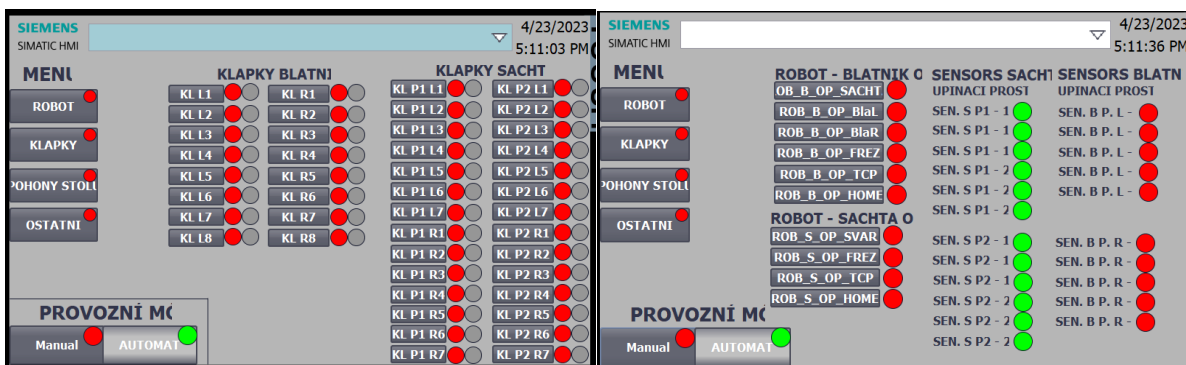 SIEMENS
SIMATIC HMI
4/23/2023
5:11:03 PM
MENU
ROBOT
KLAPKY
POHONY STOLU
OSTATNI
KLAPKY BLATNI
KL L1 KL R1
KL L2 KL R2
KL L3 KL R3
KL L4 KL R4
KL L5 KL R5
KL L6 KL R6
KL L7 KL R7
KL L8 KL R8
KLAPKY SACHT
KL P1 L1 KL P2 L1
KL P1 L2 KL P2 L2
KL P1 L3 KL P2 L3
KL P1 L4 KL P2 L4
KL P1 L5 KL P2 L5
KL P1 L6 KL P2 L6
KL P1 L7 KL P2 L7
KL P1 R1 KL P2 R1
KL P1 R2 KL P2 R2
KL P1 R3 KL P2 R3
KL P1 R4 KL P2 R4
KL P1 R5 KL P2 R5
KL P1 R6 KL P2 R6
KL P1 R7 KL P2 R7
PROVOZNÍ MÓ
Manual AUTOMAT
SIEMENS
SIMATIC HMI
4/23/2023
5:11:36 PM
MENU
ROBOT
KLAPKY
POHONY STOLU
OSTATNI
ROBOT - BLATNIK O
OB_B_OP_SACHT
ROB_B_OP_BlaL
ROB_B_OP_BlaR
ROB_B_OP_FREZ
ROB_B_OP_TCP
ROB_B_OP_HOME
ROBOT - SACHTA O
ROB_S_OP_SVAR
ROB_S_OP_FREZ
ROB_S_OP_TCP
ROB_S_OP_HOME
SENSORS SACHT
UPINACI PROST
SEN. S P1 - 1
SEN. S P1 - 1
SEN. S P1 - 1
SEN. S P1 - 2
SEN. S P1 - 2
SEN. S P1 - 2
SEN. S P2 - 1
SEN. S P2 - 1
SEN. S P2 - 1
SEN. S P2 - 2
SEN. S P2 - 2
SEN. S P2 - 2
SENSORS BLATN
UPINACI PROST
SEN. B P. L -
SEN. B P. L -
SEN. B P. L -
SEN. B P. L -
SEN. B P. L -
SEN. B P. R -
SEN. B P. R -
SEN. B P. R -
SEN. B P. R -
SEN. B P. R -
PROVOZNÍ MÓ
Manual AUTOMAT